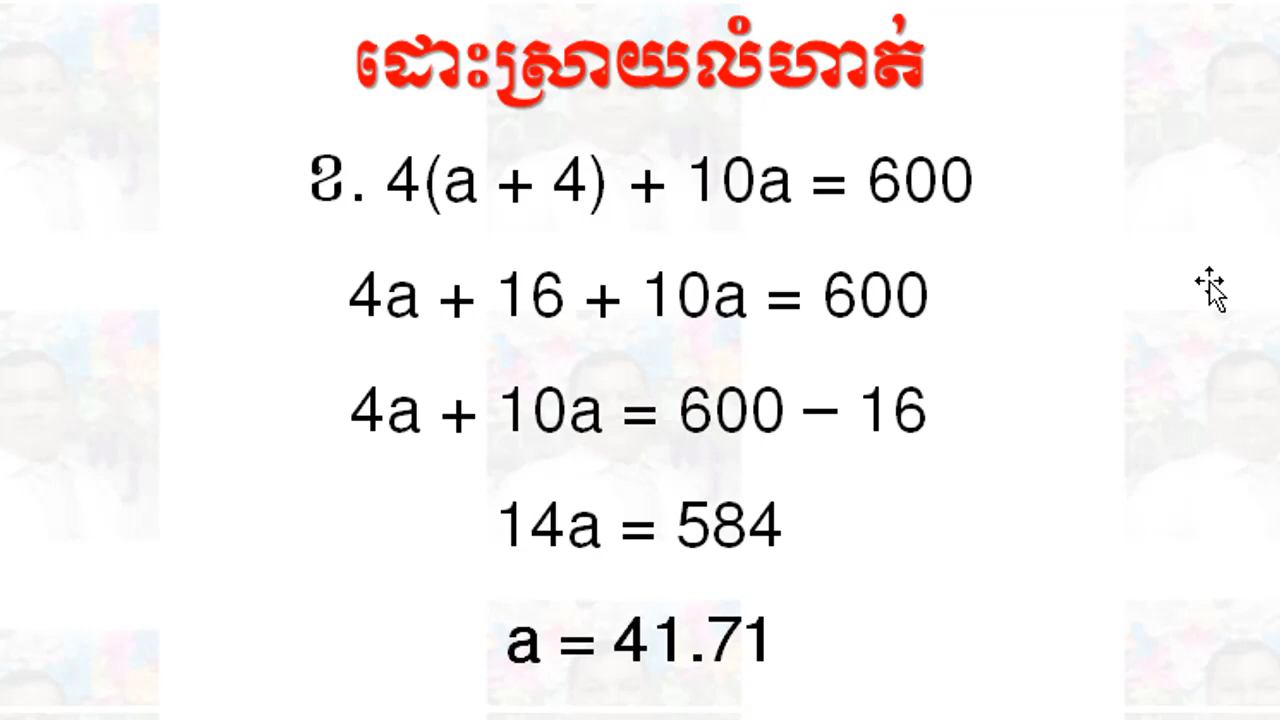 ដោះស្រាយលំហាត់
ខ. 4(a + 4) + 10a = 600
4a + 16 + 10a = 600
4a + 10a = 600 – 16
14a = 584
a = 41.71